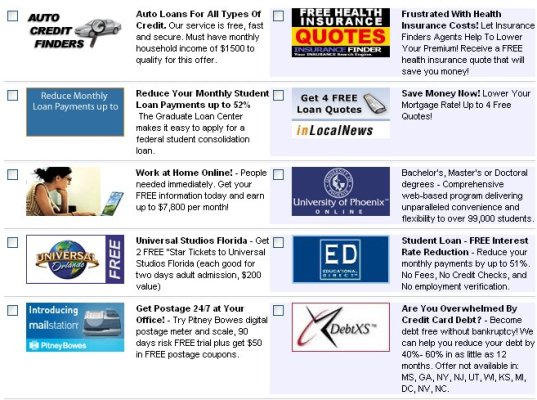 AUTO
CREDIT
FINDERS
Auto Loans For All Types Of
Credit. Our service is free, fast
and secure. Must have monthly
household income of $1500 to
qualify for this offer.
FREE HEALTH
INSURANCE
QUOTES
INSURANCE FINDER
Your INSURANCE Search Engine.
Frustrated With Health
Insurance Costs! Let Insurance
Finders Agents Help To Lower
Your Premium! Receive a FREE
health insurance quote that will
save you money!
Reduce Monthly
Loan Payments up to
Reduce Your Monthly Student
Loan Payments up to 52%
The Graduate Loan Center
makes it easy to apply for a
federal student consolidation
loan.
Get 4 FREE
Loan Quotes
inLocalNews
Save Money Now! Lower Your
Mortgage Rate! Up to 4 Free
Quotes!
Work at Home Online! - People
needed immediately. Get your
FREE information today and earn
up to $7,800 per month!
University of Phoenix™
ONLINE
Bachelor's, Master's or Doctoral
degrees - Comprehensive
web-based program delivering
unparalleled convenience and
flexibility to over 99,000 students.
UNIVERSAL
Orlando
FREE
Universal Studios Florida - Get
2 FREE *Star Tickets to Universal
Studios Florida (each good for
two days adult admission, $200
value)
ED
EDUCATIONAL
DIRECT™
Student Loan - FREE Interest
Rate Reduction - Reduce your
monthly payments by up to 51%.
No Fees, No Credit Checks, and
No employment verification.
Introducing
mailstation
PitneyBowes
Get Postage 24/7 at Your
Office! - Try Pitney Bowes digital
postage meter and scale, 90
days risk FREE trial plus get $50
in FREE postage coupons.
DebtXS™
Are You Overwhelmed By
Credit Card Debt? - Become
debt free without bankruptcy! We
can help you reduce your debt by
40%- 60% in as little as 12
months. Offer not available in:
MS, GA, NY, NJ, UT, WI, KS, MI,
DC, NV, NC.